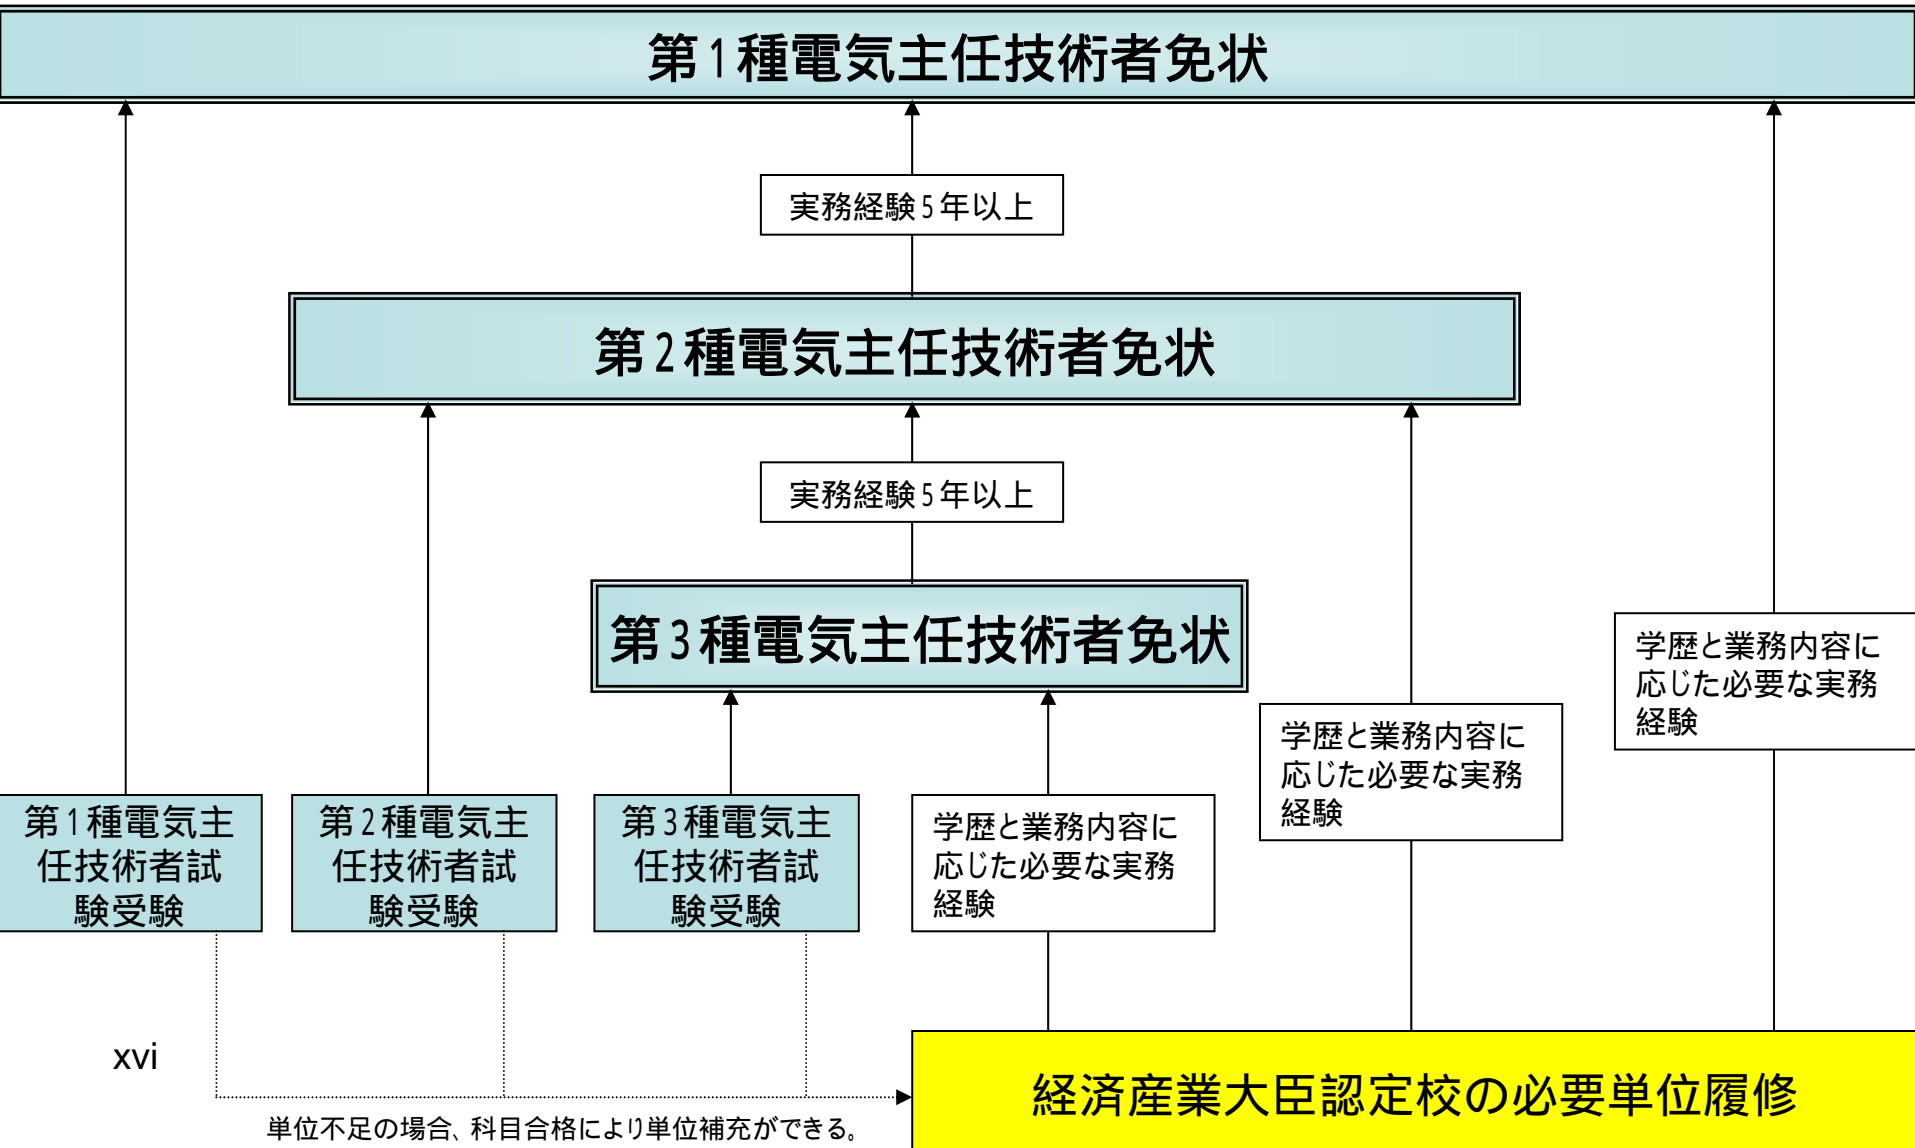 第1種電気主任技術者免状
実務経験5年以上
第2種電気主任技術者免状
実務経験5年以上
第3種電気主任技術者免状
学歴と業務内容に
応じた必要な実務
経験
学歴と業務内容に
応じた必要な実務
経験
第1種電気主
任技術者試
験受験
第2種電気主
任技術者試
験受験
第3種電気主
任技術者試
験受験
学歴と業務内容に
応じた必要な実務
経験
xvi
経済産業大臣認定校の必要単位履修
単位不足の場合、科目合格により単位補充ができる。